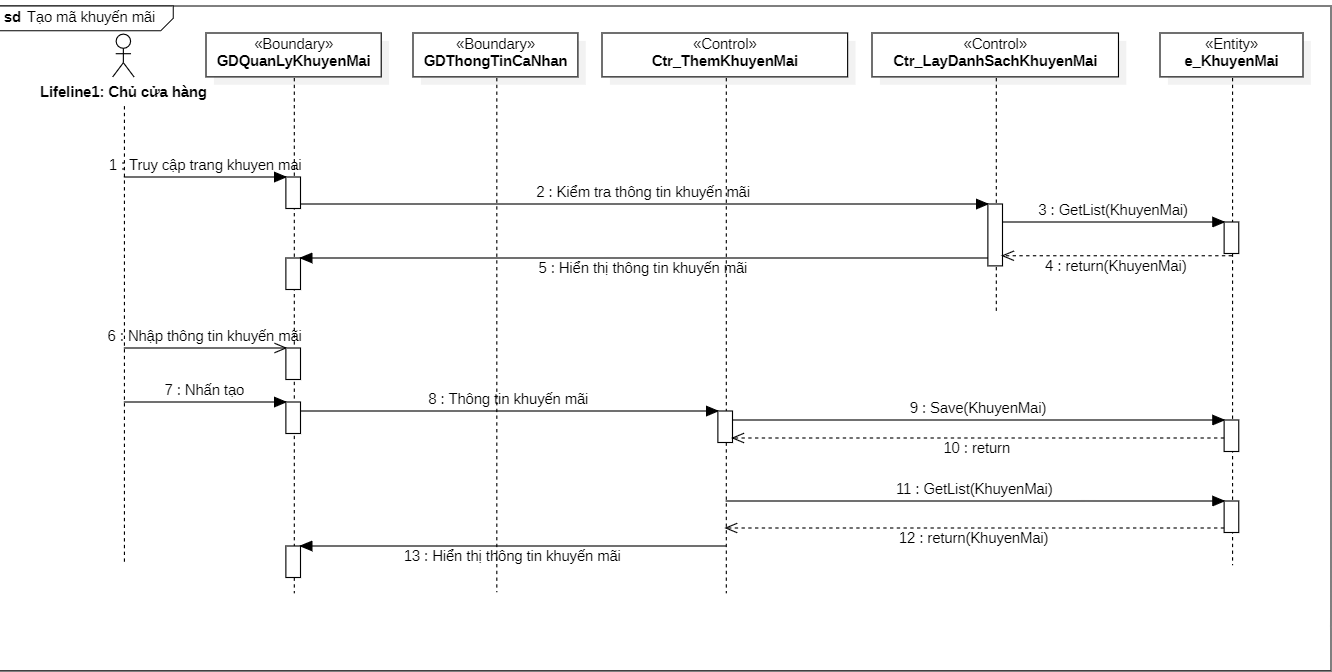 sd Tạo mã khuyến mãi
«Boundary»
GDQuanLyKhuyenMai
«Boundary»
GDThongTinCaNhan
«Control»
Ctr_ThemKhuyenMai
«Control»
Ctr_LayDanhSachKhuyenMai
«Entity»
e_KhuyenMai
Lifeline1: Chủ cửa hàng
1 : Truy cập trang khuyen mai
2 : Kiểm tra thông tin khuyến mãi
3 : GetList(KhuyenMai)
4 : return(KhuyenMai)
5 : Hiển thị thông tin khuyến mãi
6 : Nhập thông tin khuyến mãi
7 : Nhấn tạo
8 : Thông tin khuyến mãi
9 : Save(KhuyenMai)
10 : return
11 : GetList(KhuyenMai)
12 : return(KhuyenMai)
13 : Hiển thị thông tin khuyến mãi